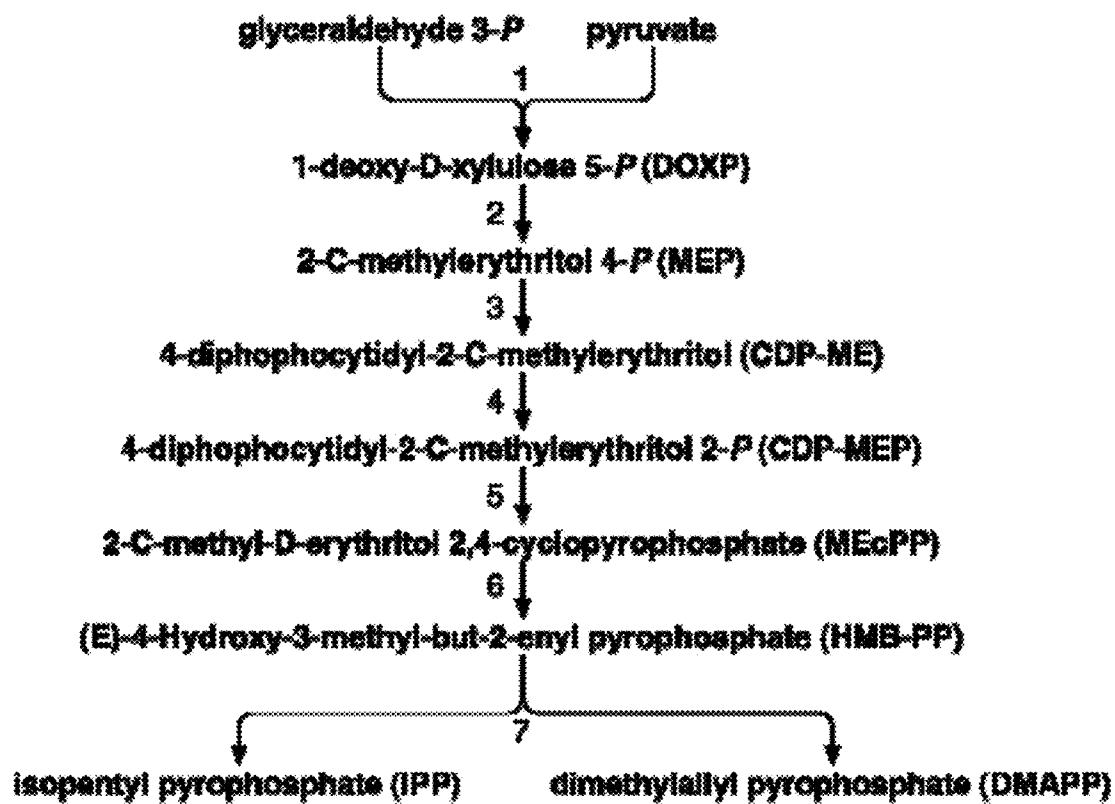 glyceraldehyde 3-P pyruvate
1
1-deoxy-D-xylulose 5-P (DOXP)
2
2-C-methylerythritol 4-P (MEP)
3
4-diphophocytidyl-2-C-methylerythritol (CDP-ME)
4
4-diphophocytidyl-2-C-methylerythritol 2-P (CDP-MEP)
5
2-C-methyl-D-erythritol 2,4-cyclopyrophosphate (MEcPP)
6
(E)-4-Hydroxy-3-methyl-but-2-enyl pyrophosphate (HMB-PP)
7
isopentyl pyrophosphate (IPP) dimethylallyl pyrophosphate (DMAPP)